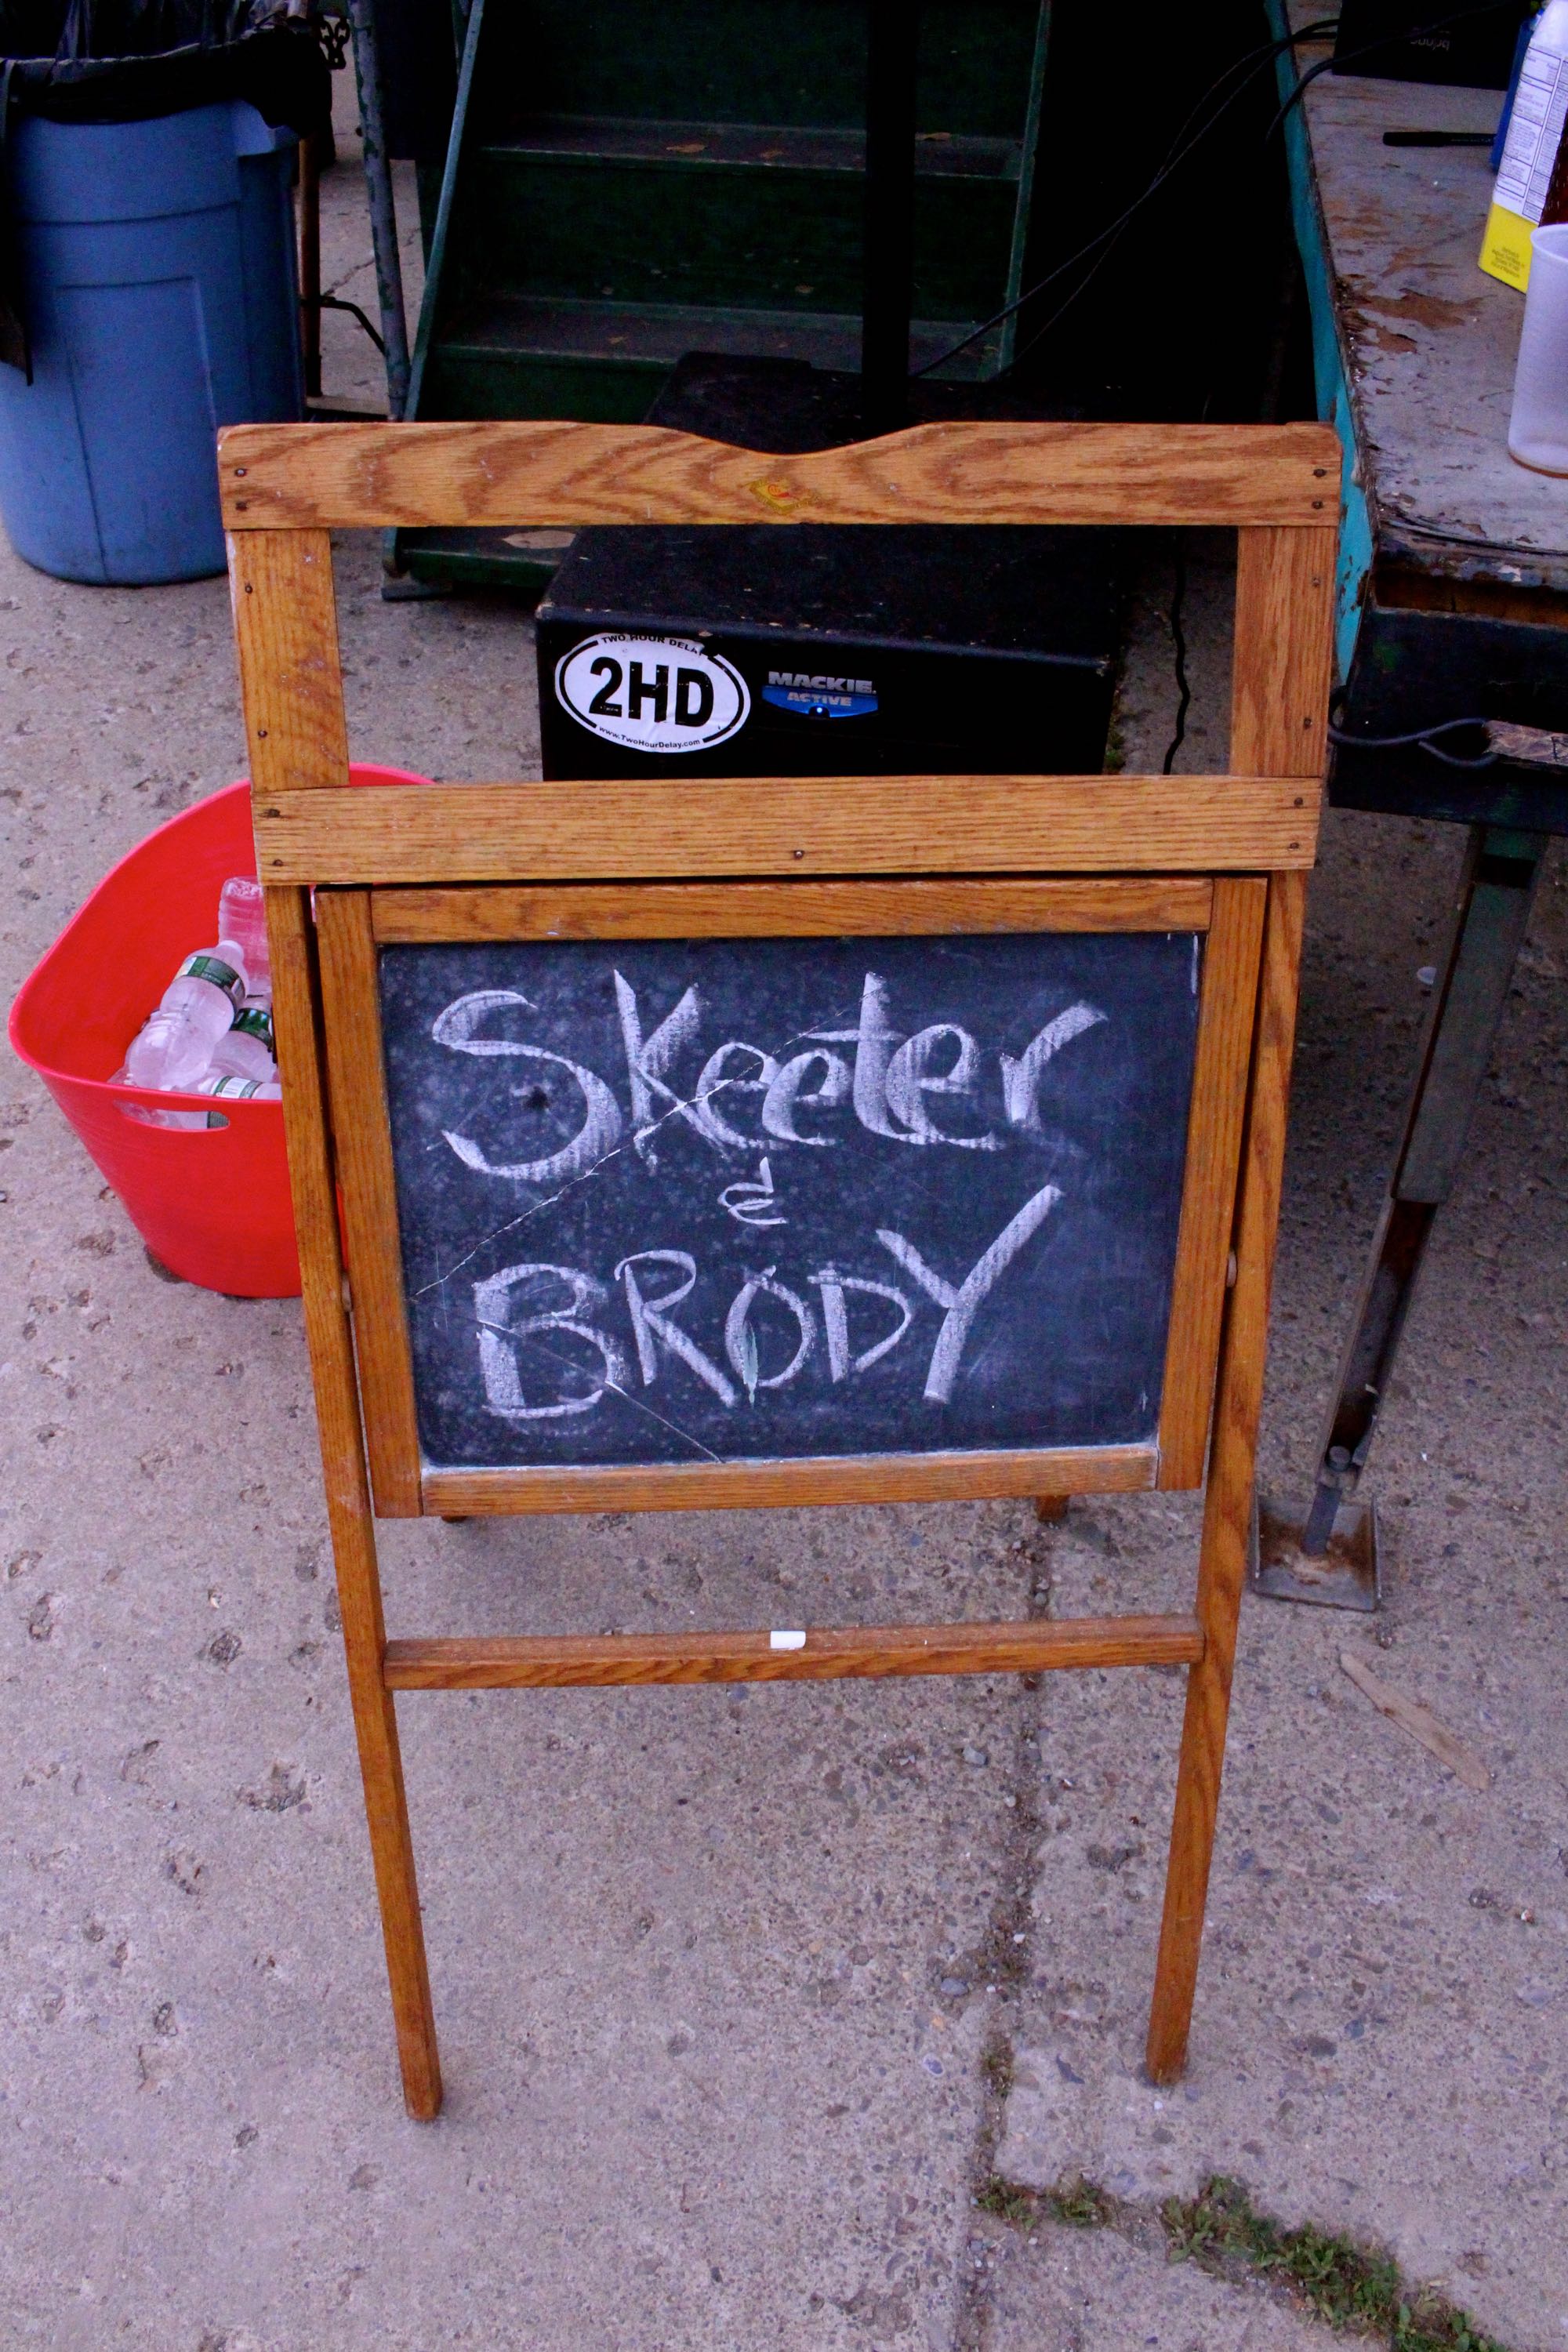 TWO HOUR DELAY
2HD
www.TwoHourDelay.com
MACKIE.
ACTIVE
Skeeter
&
BRODY